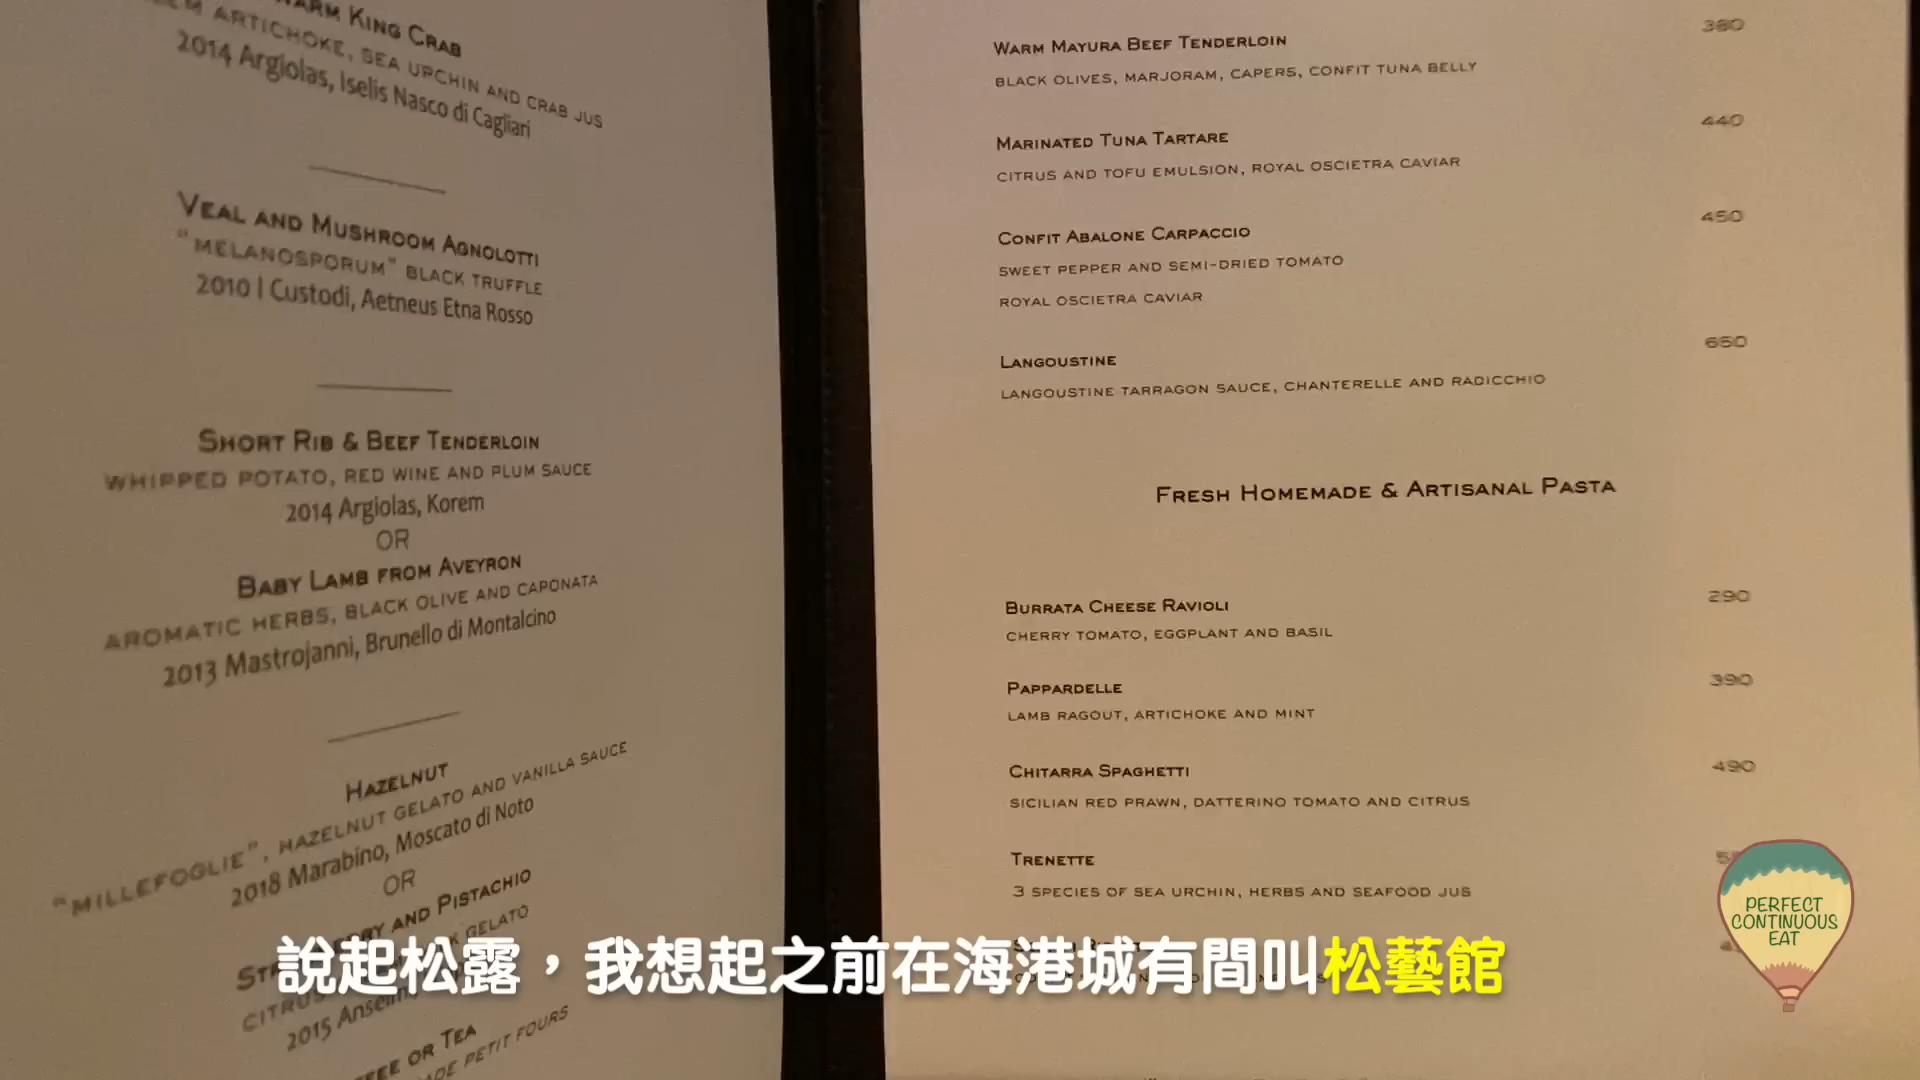 WARM KING CRAB
ARTICHOKE, SEA URCHIN AND CRAB JUS
2014 Argiolas, Iselis Nasco di Cagliari
VEAL AND MUSHROOM AGNOLOTTI
"MELANOSPORUM" BLACK TRUFFLE
2010 I Custodi, Aetneus Etna Rosso
SHORT RIB & BEEF TENDERLOIN
WHIPPED POTATO, RED WINE AND PLUM SAUCE
2014 Argiolas, Korem
OR
BABY LAMB FROM AVEYRON
AROMATIC HERBS, BLACK OLIVE AND CAPONATA
2013 Mastrojanni, Brunello di Montalcino
HAZELNUT
"MILLEFOGLIE", HAZELNUT GELATO AND VANILLA SAUCE
2018 Marabino, Moscato di Noto
OR
AND PISTACHIO
GELATO
2015
OR TEA
PETIT FOURS
380
WARM MAYURA BEEF TENDERLOIN
BLACK OLIVES, MARJORAM, CAPERS, CONFIT TUNA BELLY
440
MARINATED TUNA TARTARE
CITRUS AND TOFU EMULSION, ROYAL OSCIETRA CAVIAR
450
CONFIT ABALONE CARPACCIO
SWEET PEPPER AND SEMI-DRIED TOMATO
ROYAL OSCIETRA CAVIAR
650
LANGOUSTINE
LANGOUSTINE TARRAGON SAUCE, CHANTERELLE AND RADICCHIO
FRESH HOMEMADE & ARTISANAL PASTA
290
BURRATA CHEESE RAVIOLI
CHERRY TOMATO, EGGPLANT AND BASIL
390
PAPPARDELLE
LAMB RAGOUT, ARTICHOKE AND MINT
490
CHITARRA SPAGHETTI
SICILIAN RED PRAWN, DATTERINO TOMATO AND CITRUS
TRENETTE
3 SPECIES OF SEA URCHIN, HERBS AND SEAFOOD JUS
PERFECT
CONTINUOUS
EAT
說起松露，我想起之前在海港城有間叫松藝館